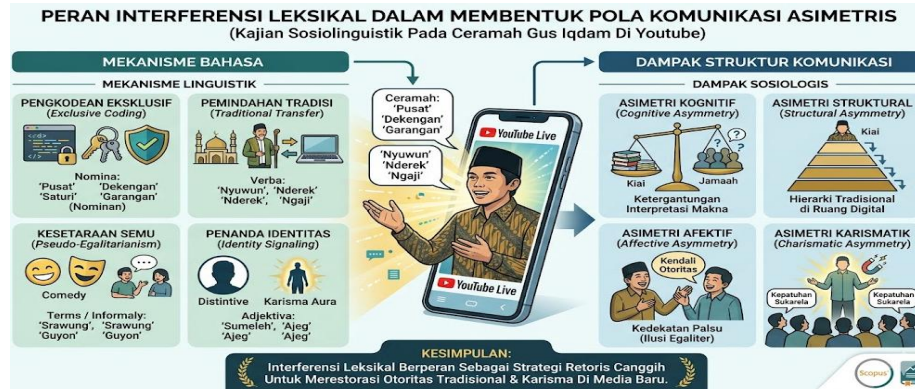 PERAN INTERFERENSI LEKSIKAL DALAM MEMBENTUK POLA KOMUNIKASI ASIMETRIS
(Kajian Sosiolinguistik Pada Ceramah Gus Iqdam Di Youtube)
MEKANISME BAHASA
MEKANISME LINGUISTIK
PENGKODEAN EKSKLUSIF
(Exclusive Coding)
</cd>
Nomina:
'Pusat' 'Dekengan'
'Saturi' 'Garangan'
(Nominan)
PEMINDAHAN TRADISI
(Traditional Transfer)
Verba:
'Nyuwun', 'Nderek
'Nderek', 'Ngaji'
KESETARAAN SEMU
(Pseudo-Egalitarianism)
Comedy
Terms / Informaly:
'Srawung', 'Srawung'
'Guyon' 'Guyon'
PENANDA IDENTITAS
(Identity Signaling)
Distinctive Karisma Aura
Adjektiva:
'Sumeleh', 'Ajeg'
'Ajeg' 'Ajeg'
Ceramah:
'Pusat'
'Dekengan'
'Garangan'
'Nyuwun'
'Nderek'
'Ngaji'
YouTube Live
YouTube Live
DAMPAK STRUKTUR KOMUNIKASI
DAMPAK SOSIOLOGIS
ASIMETRI KOGNITIF
(Cognitive Asymmetry)
? ?
Kiai Jamaah
Ketergantungan
Interpretasi Makna
ASIMETRI STRUKTURAL
(Structural Asymmetry)
Kiai
Hierarki Tradisional
di Ruang Digital
ASIMETRI AFEKTIF
(Affective Asymmetry)
Kendali
Otoritas
Kedekatan Palsu
(Ilusi Egaliter)
ASIMETRI KARISMATIK
(Charismatic Asymmetry)
Kepatuhan
Sukarela
Kepatuhan
Sukarela
KESIMPULAN:
Interferensi Leksikal Berperan Sebagai Strategi Retoris Canggih
Untuk Merestorasi Otoritas Tradisional & Karisma Di Media Baru.
Scopus